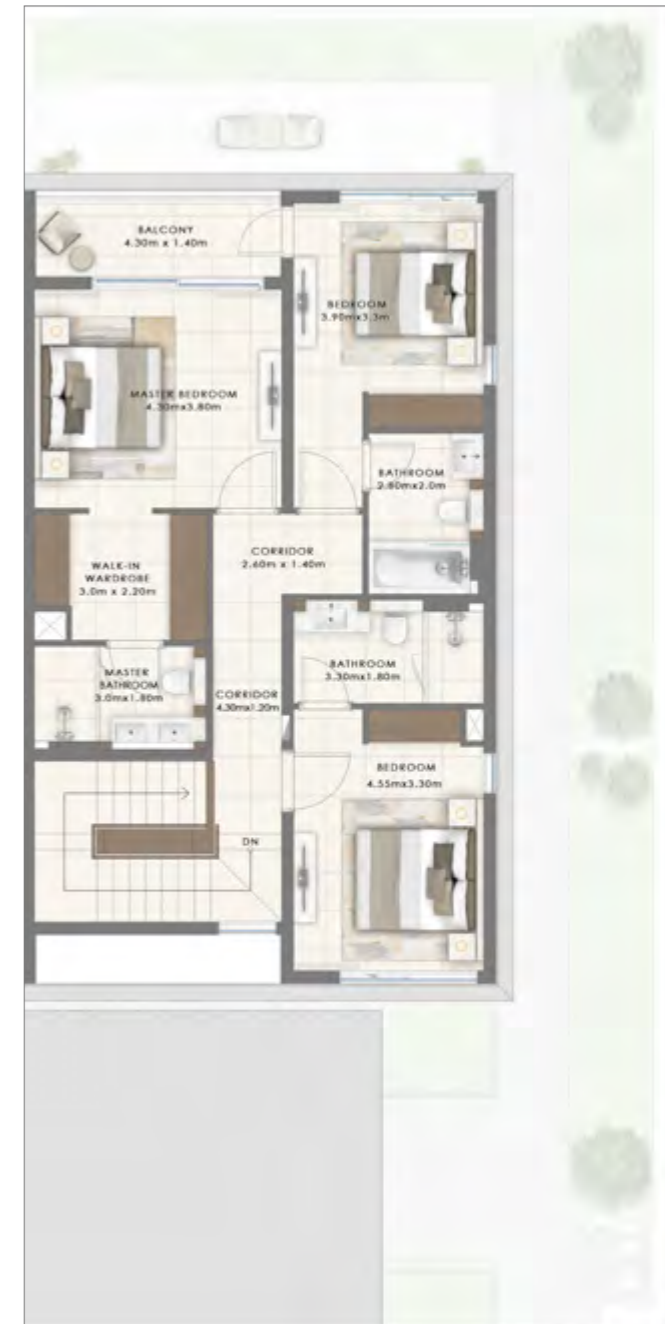 BALCONY
4.30m x 1.40m
BEDROOM
3.90mx3.3m
MASTER BEDROOM
4.30mx3.80m
BATHROOM
2.80mx2.0m
CORRIDOR
2.60m x 1.40m
WALK-IN
WARDROBE
3.0m x 2.20m
BATHROOM
3.30mx1.80m
MASTER
BATHROOM
3.0mx1.80m
CORRIDOR
4.30mx1.20m
BEDROOM
4.55mx3.30m
DN